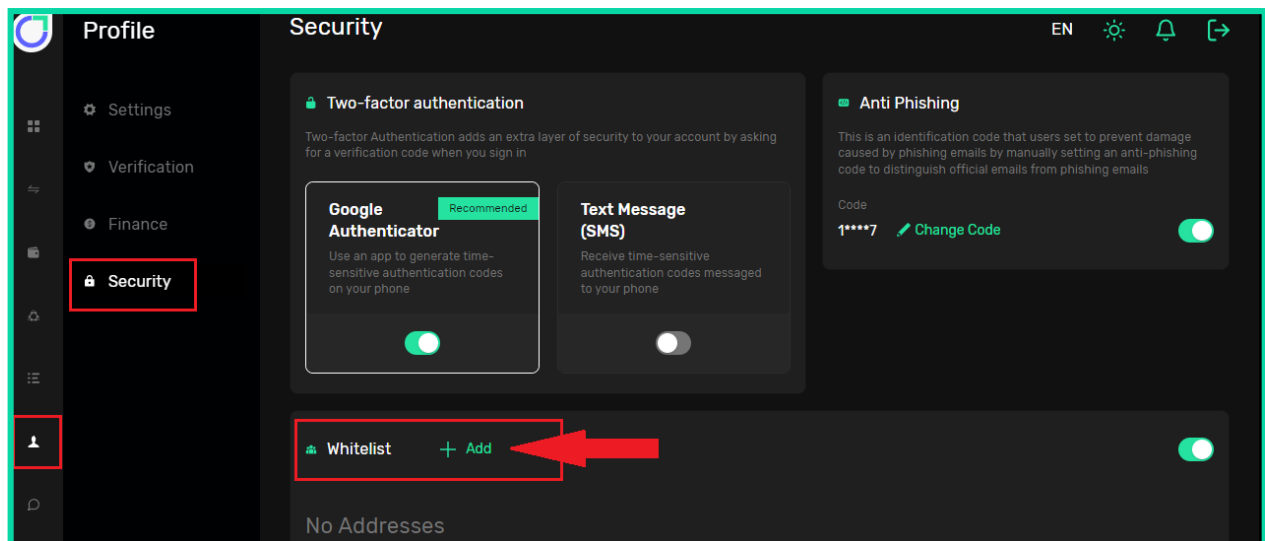 Profile
Settings
Verification
Finance
Security
Security
EN
Two-factor authentication
Two-factor Authentication adds an extra layer of security to your account by asking
for a verification code when you sign in
Google
Authenticator
Recommended
Use an app to generate time-
sensitive authentication codes
on your phone
Text Message
(SMS)
Receive time-sensitive
authentication codes messaged
to your phone
Anti Phishing
This is an identification code that users set to prevent damage
caused by phishing emails by manually setting an anti-phishing
code to distinguish official emails from phishing emails
Code
1****7 Change Code
Whitelist + Add
No Addresses